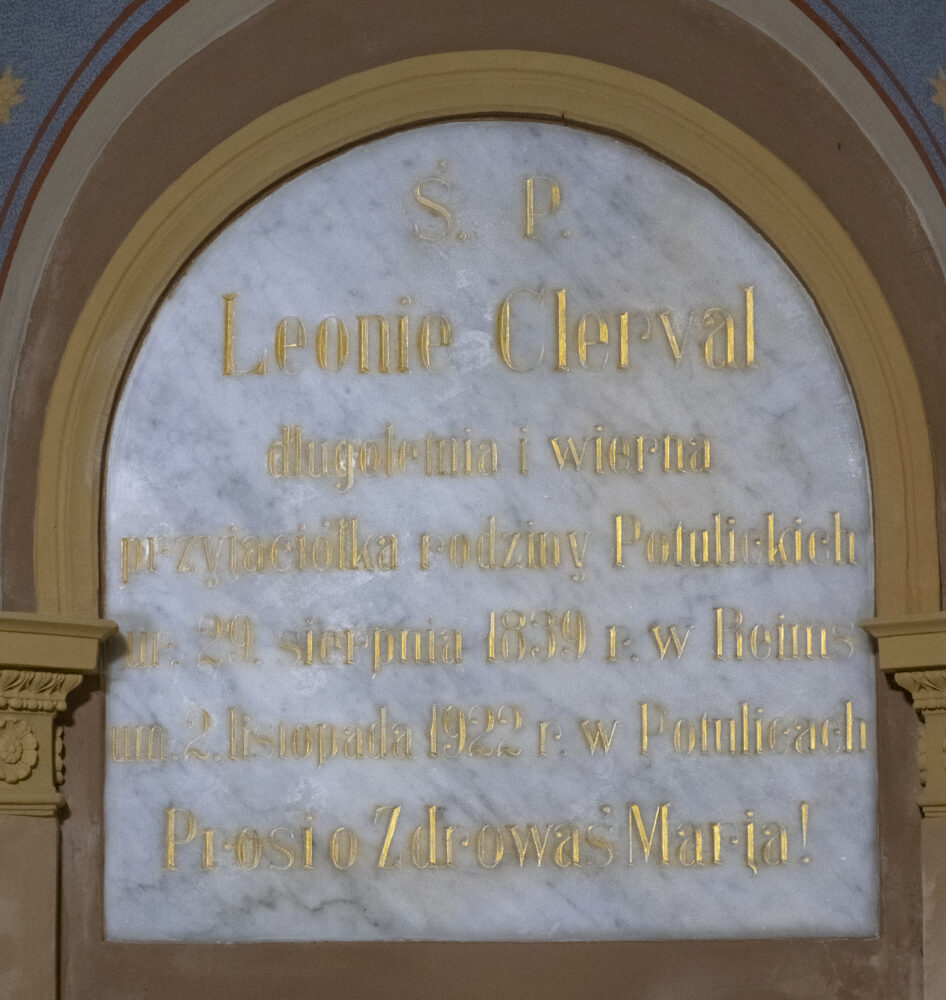 Ś. P.
Leonie Clerval
długoletnia i wierna
przyjaciółka rodziny Potulickich
ur. 29. sierpnia 1839 r. w Reims
um. 2. listopada 1922 r. w Potulicach
Prosi o Zdrowaś Marja!